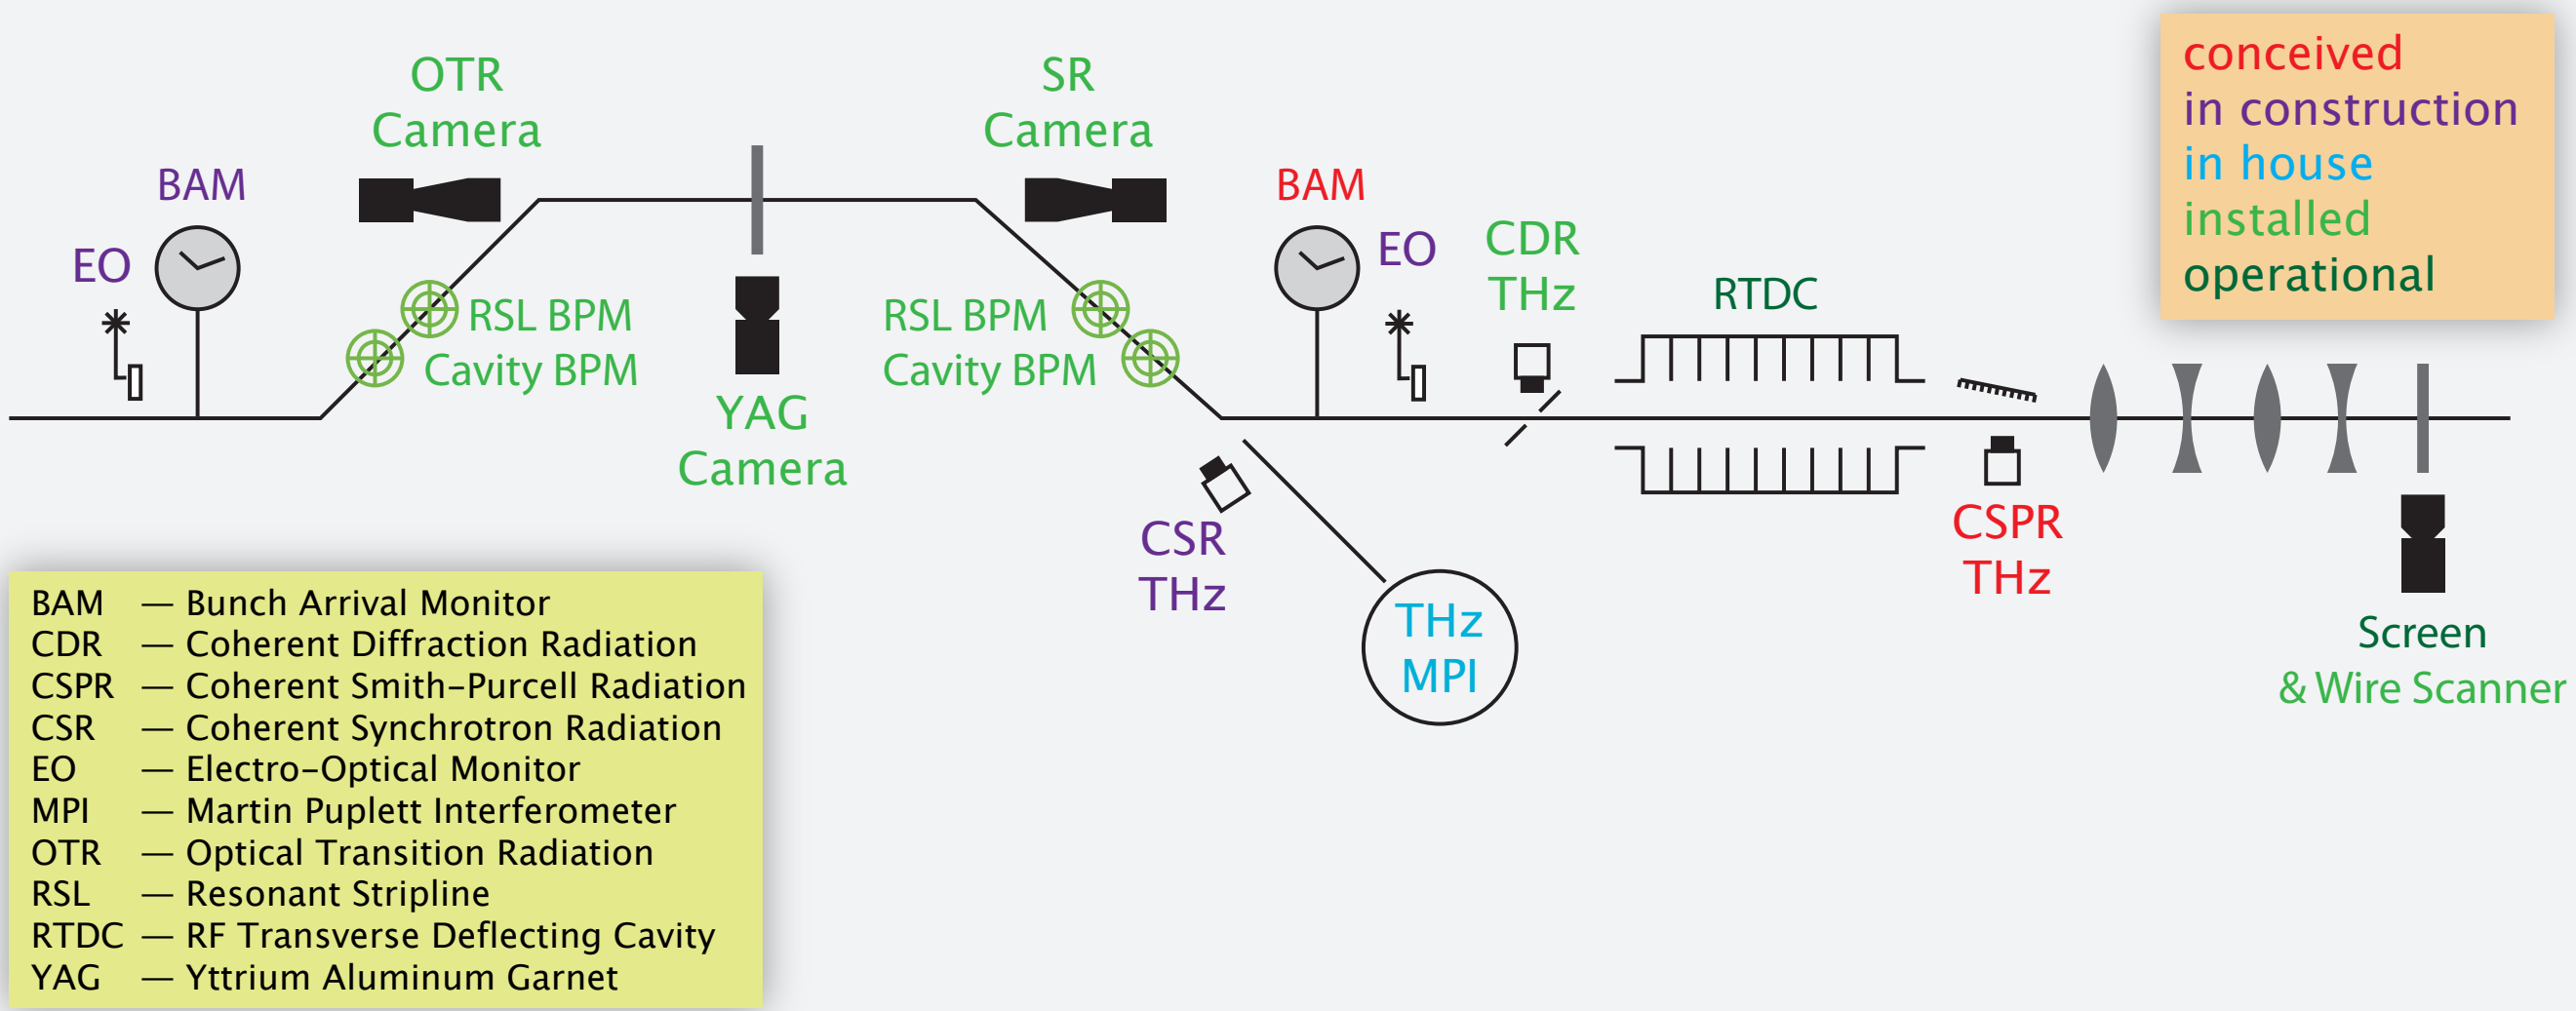 OTR
Camera
SR
Camera
BAM
EO
RSL BPM
Cavity BPM
YAG
Camera
RSL BPM
Cavity BPM
BAM
EO
CDR
THz
RTDC
CSR
THz
THz
MPI
CSPR
THz
Screen
& Wire Scanner
conceived
in construction
in house
installed
operational
BAM — Bunch Arrival Monitor
CDR — Coherent Diffraction Radiation
CSPR — Coherent Smith-Purcell Radiation
CSR — Coherent Synchrotron Radiation
EO — Electro-Optical Monitor
MPI — Martin Puplett Interferometer
OTR — Optical Transition Radiation
RSL — Resonant Stripline
RTDC — RF Transverse Deflecting Cavity
YAG — Yttrium Aluminum Garnet